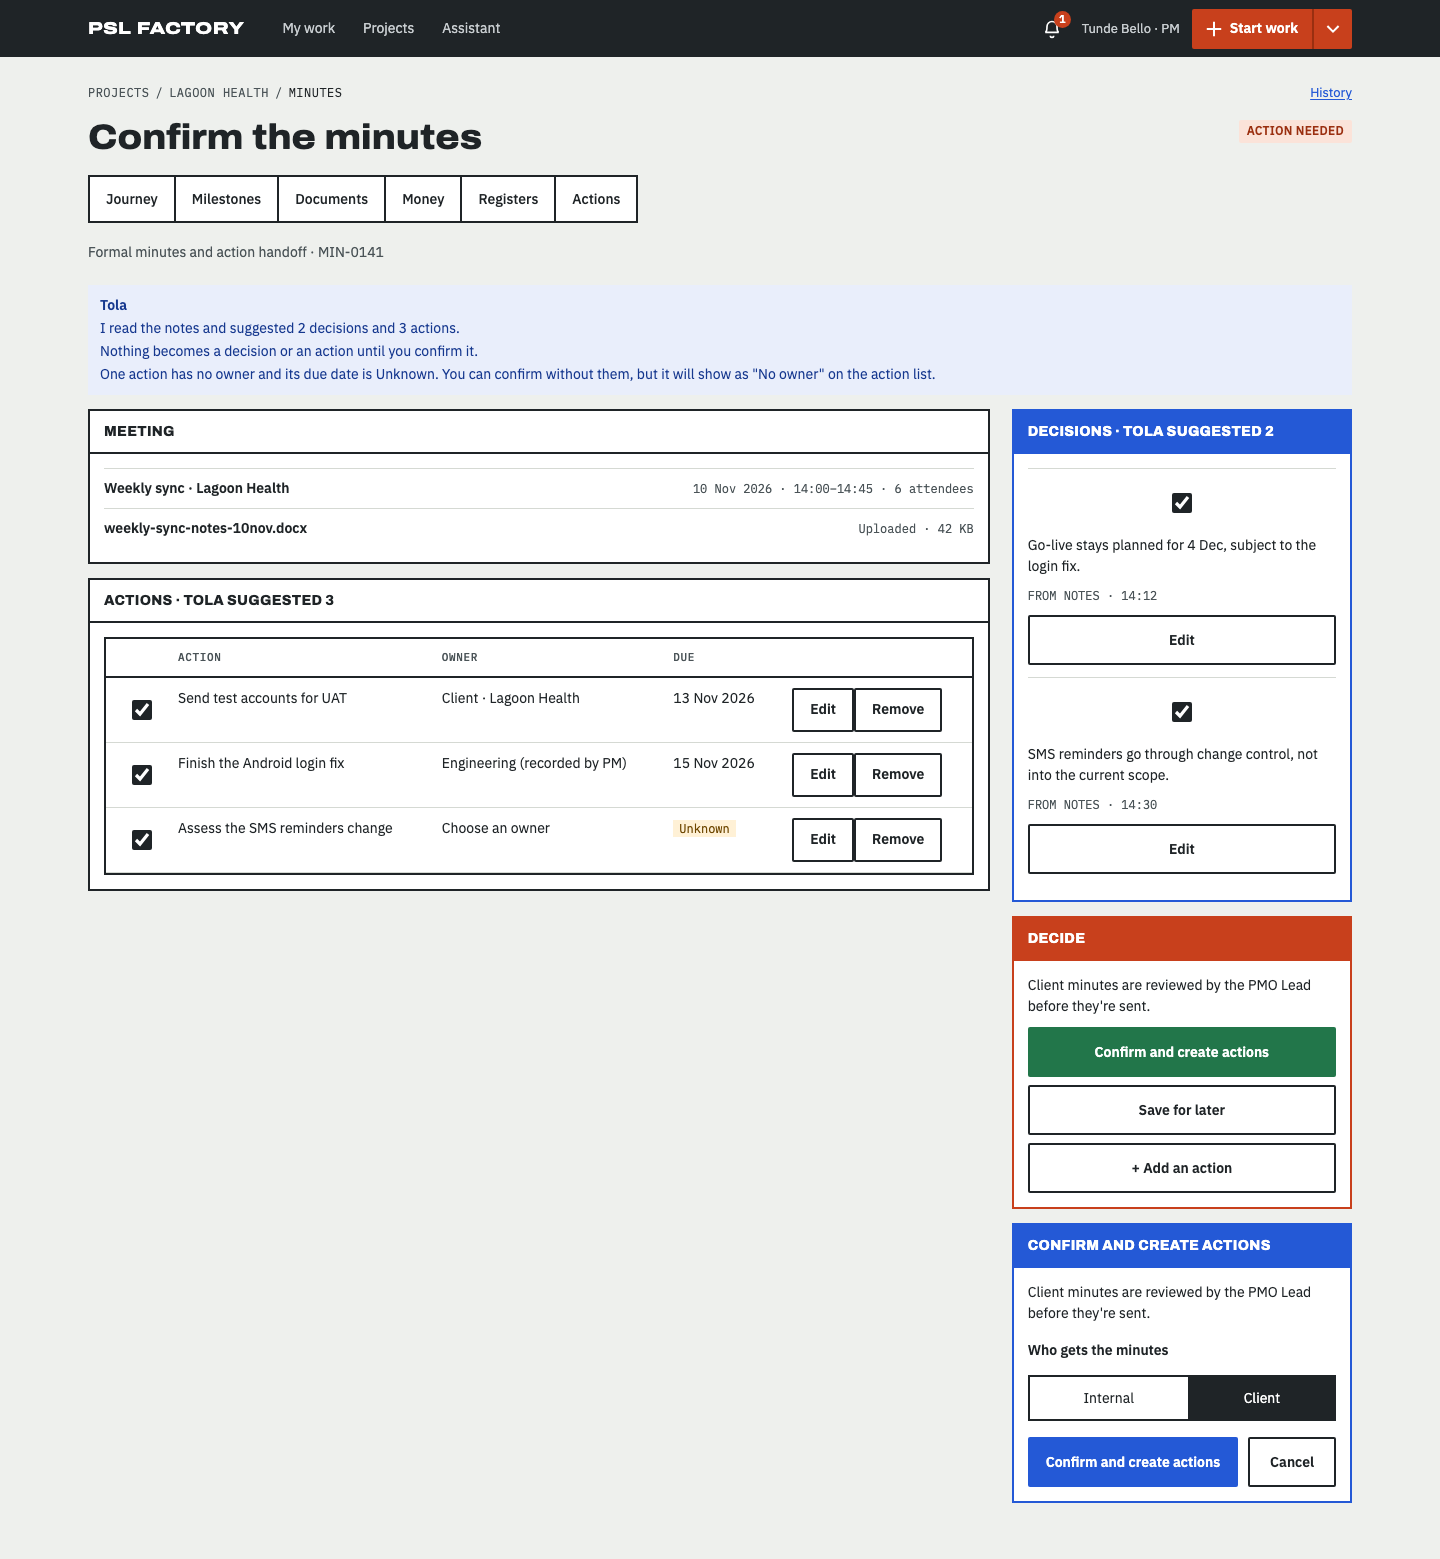 PSL FACTORY My work Projects Assistant 1 Tunde Bello · PM + Start work
PROJECTS / LAGOON HEALTH / MINUTES History
Confirm the minutes ACTION NEEDED
Journey Milestones Documents Money Registers Actions
Formal minutes and action handoff · MIN-0141
Tola
I read the notes and suggested 2 decisions and 3 actions.
Nothing becomes a decision or an action until you confirm it.
One action has no owner and its due date is Unknown. You can confirm without them, but it will show as "No owner" on the action list.
MEETING
Weekly sync · Lagoon Health 10 Nov 2026 · 14:00–14:45 · 6 attendees
weekly-sync-notes-10nov.docx Uploaded · 42 KB
ACTIONS · TOLA SUGGESTED 3
ACTION OWNER DUE
Send test accounts for UAT Client · Lagoon Health 13 Nov 2026 Edit Remove
Finish the Android login fix Engineering (recorded by PM) 15 Nov 2026 Edit Remove
Assess the SMS reminders change Choose an owner Unknown Edit Remove
DECISIONS · TOLA SUGGESTED 2
Go-live stays planned for 4 Dec, subject to the
login fix.
FROM NOTES · 14:12
Edit
SMS reminders go through change control, not
into the current scope.
FROM NOTES · 14:30
Edit
DECIDE
Client minutes are reviewed by the PMO Lead
before they're sent.
Confirm and create actions
Save for later
+ Add an action
CONFIRM AND CREATE ACTIONS
Client minutes are reviewed by the PMO Lead
before they're sent.
Who gets the minutes
Internal Client
Confirm and create actions Cancel